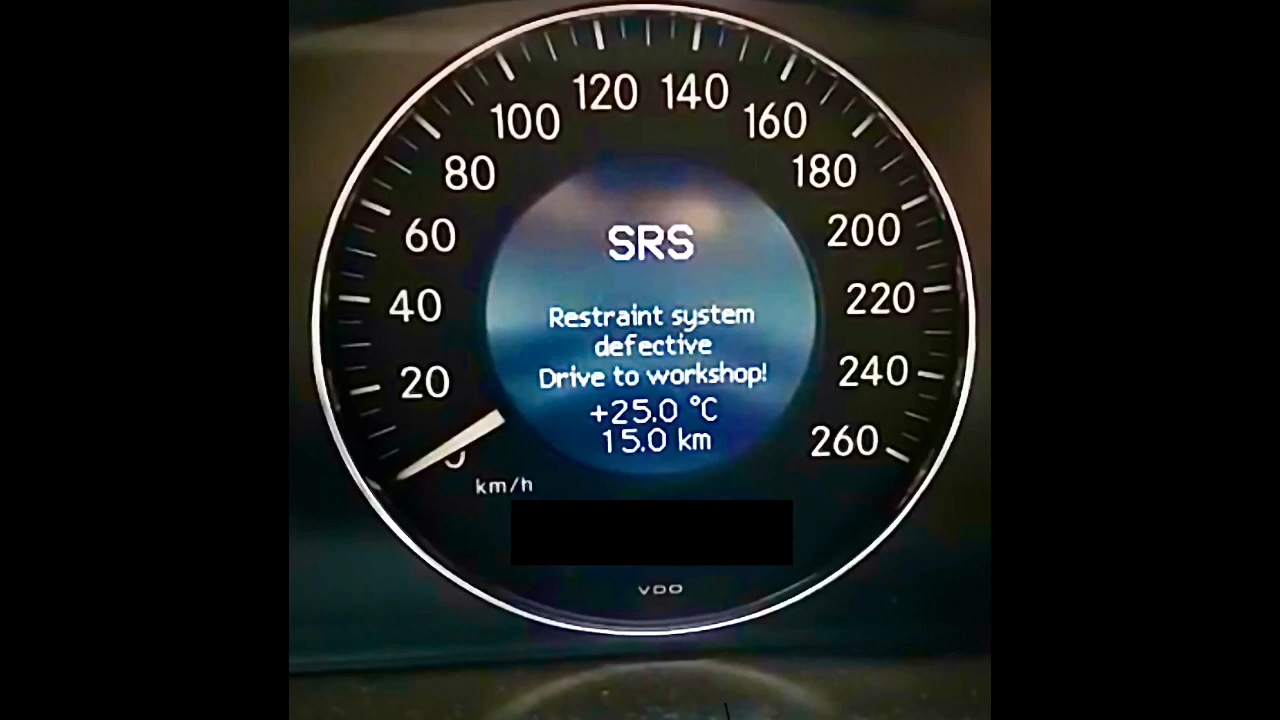 120 140
100 160
80 180
60 200
40 220
20 240
0 260
SRS
Restraint system
defective
Drive to workshop!
+25.0 °C
15.0 km
km/h
VDO